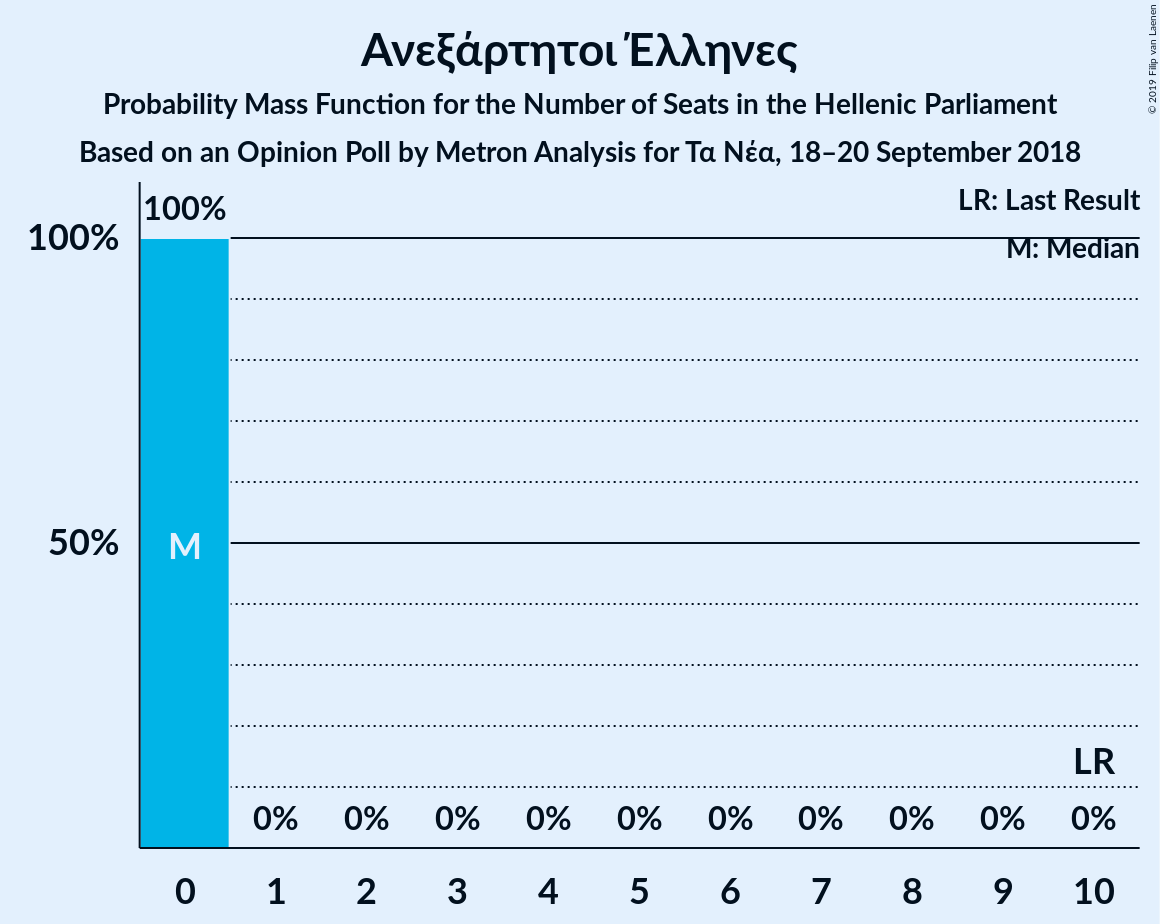 Ανεξάρτητοι Έλληνες
Probability Mass Function for the Number of Seats in the Hellenic Parliament
Based on an Opinion Poll by Metron Analysis for Τα Νέα, 18–20 September 2018
© 2019 Filip van Laenen
LR: Last Result
M: Median
100%
100%
50%
M
LR
0% 0% 0% 0% 0% 0% 0% 0% 0% 0%
0 1 2 3 4 5 6 7 8 9 10